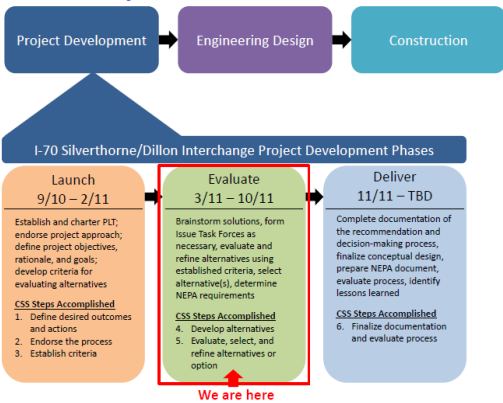 Project Development
Engineering Design
Construction
I-70 Silverthorne/Dillon Interchange Project Development Phases
Launch
9/10 – 2/11
Establish and charter PLT;
endorse project approach;
define project objectives,
rationale, and goals;
develop criteria for
evaluating alternatives
CSS Steps Accomplished
1. Define desired outcomes
and actions
2. Endorse the process
3. Establish criteria
Evaluate
3/11 – 10/11
Brainstorm solutions, form
Issue Task Forces as
necessary, evaluate and
refine alternatives using
established criteria, select
alternative(s), determine
NEPA requirements
CSS Steps Accomplished
4. Develop alternatives
5. Evaluate, select, and
refine alternatives or
option
Deliver
11/11 – TBD
Complete documentation of
the recommendation and
decision-making process,
finalize conceptual design,
prepare NEPA document,
evaluate process, identify
lessons learned
CSS Steps Accomplished
6. Finalize documentation
and evaluate process
We are here